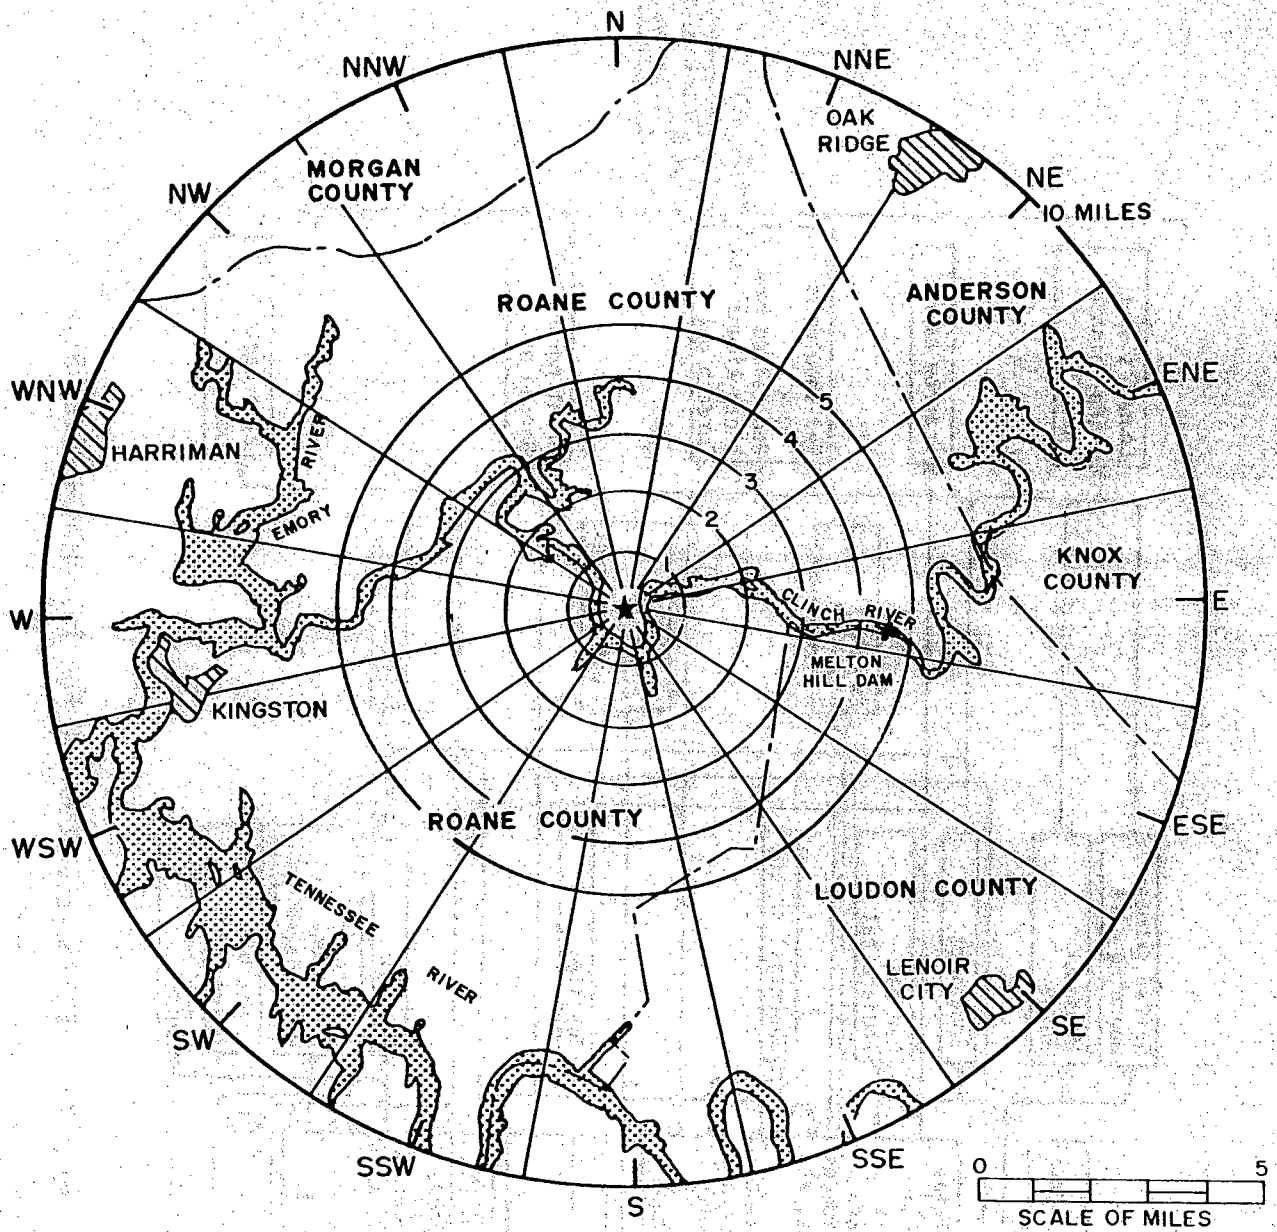 N
NNW
NNE
OAK
RIDGE
MORGAN
COUNTY
NW
NE
10 MILES
ROANE COUNTY
ANDERSON
COUNTY
WNW
ENE
5
HARRIMAN
RIVER
4
3
EMORY
2
1
KNOX
COUNTY
W
CLINCH RIVER
E
MELTON
HILL DAM
KINGSTON
ROANE COUNTY
WSW
ESE
TENNESSEE
RIVER
LOUDON COUNTY
LENOIR
CITY
SW
SE
SSW
SSE
S
0 5
SCALE OF MILES